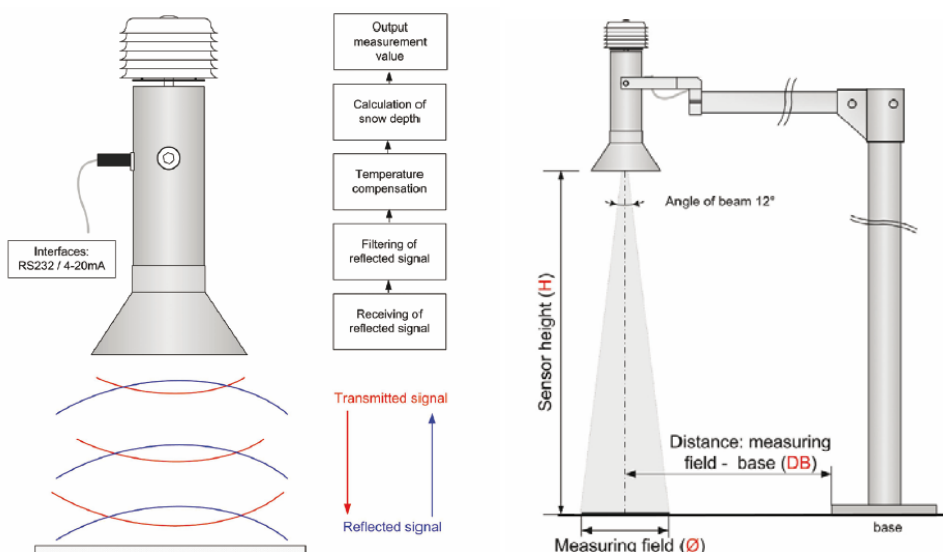 Output
measurement
value
Calculation of
snow depth
Temperature
compensation
Filtering of
reflected signal
Receiving of
reflected signal
Interfaces:
RS232 / 4-20mA
Transmitted signal
Reflected signal
Angle of beam 12°
Sensor height (H)
Distance: measuring
field - base (DB)
base
Measuring field (Ø)